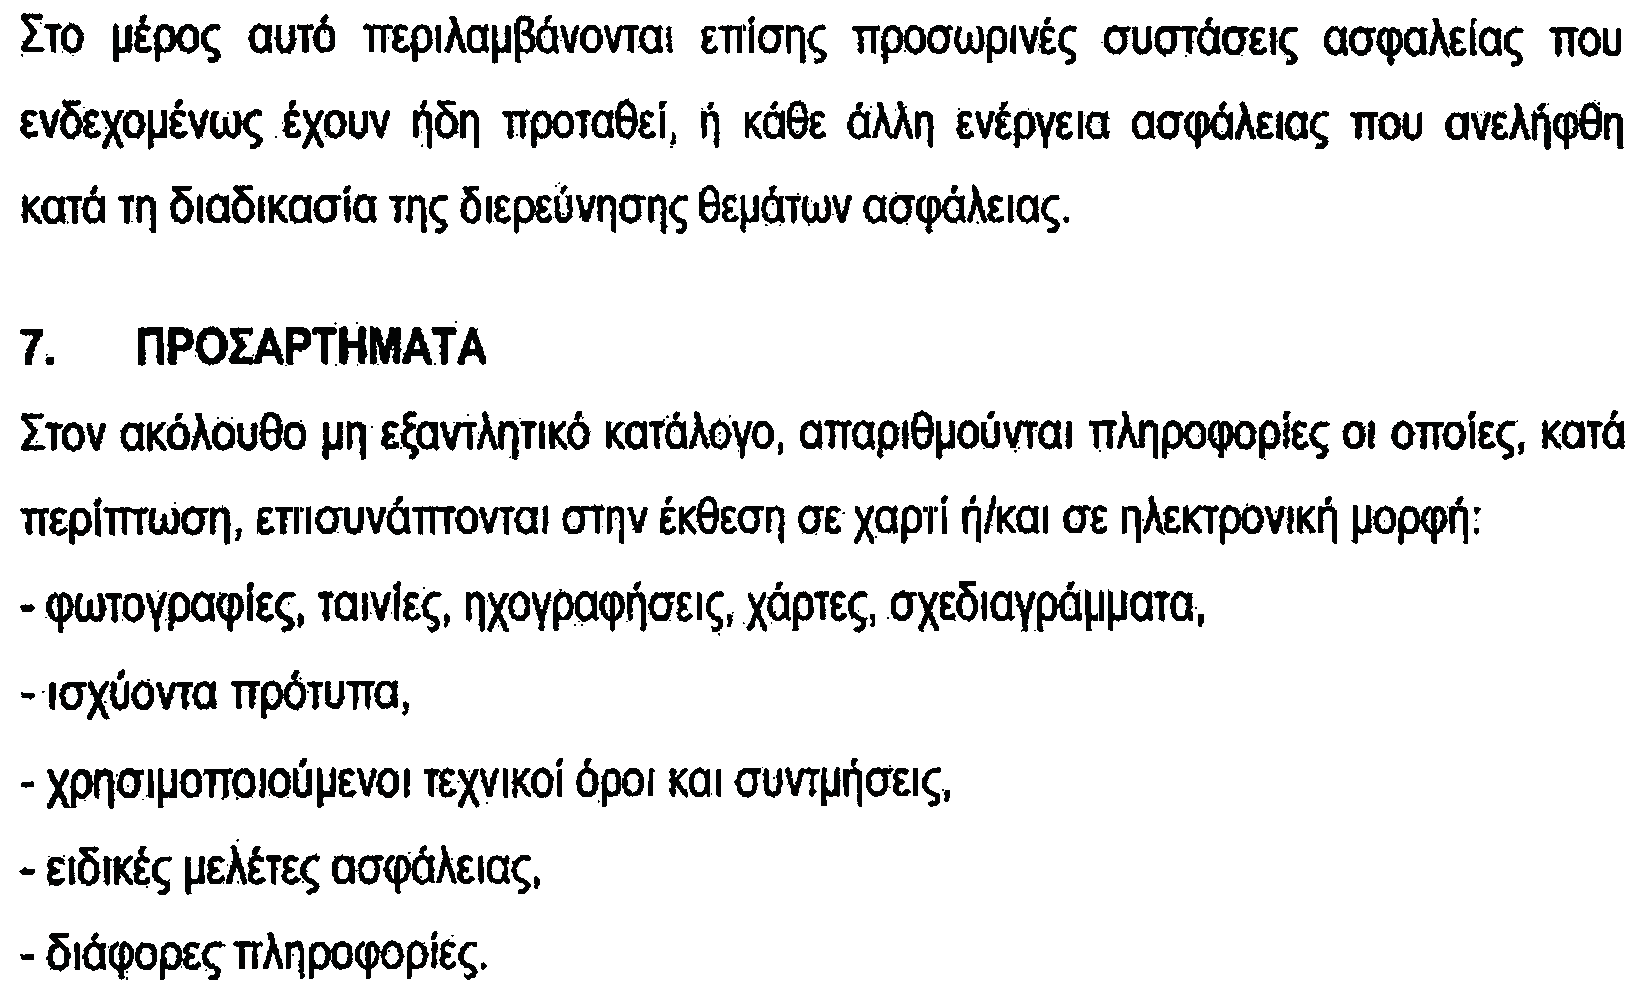 Στο μέρος αυτό περιλαμβάνονται επίσης προσωρινές συστάσεις ασφαλείας που
ενδεχομένως έχουν ήδη προταθεί, ή κάθε άλλη ενέργεια ασφάλειας που ανελήφθη
κατά τη διαδικασία της διερεύνησης θεμάτων ασφάλειας.
7. ΠΡΟΣΑΡΤΗΜΑΤΑ
Στον ακόλουθο μη εξαντλητικό κατάλογο, απαριθμούνται πληροφορίες οι οποίες, κατά
περίπτωση, επισυνάπτονται στην έκθεση σε χαρτί ή/και σε ηλεκτρονική μορφή:
- φωτογραφίες, ταινίες, ηχογραφήσεις, χάρτες, σχεδιαγράμματα,
- ισχύοντα πρότυπα,
- χρησιμοποιούμενοι τεχνικοί όροι και συντμήσεις,
- ειδικές μελέτες ασφάλειας,
- διάφορες πληροφορίες.